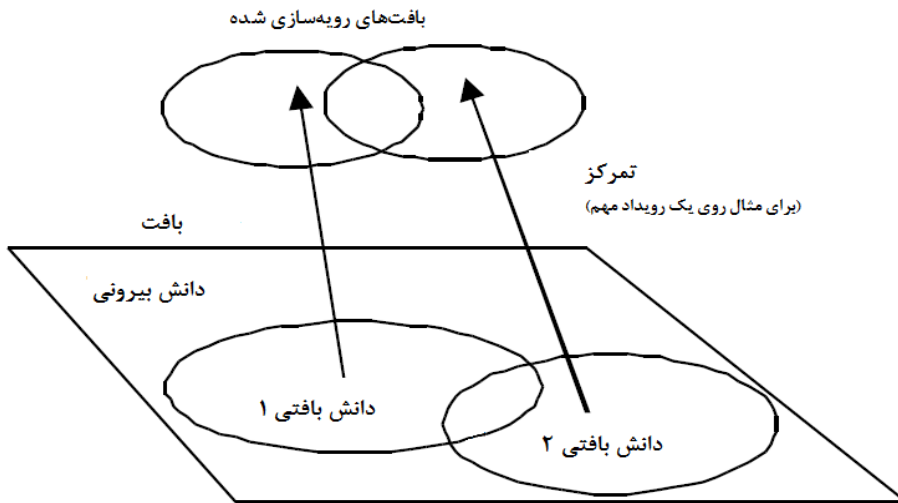 بافت‌های رویه‌سازی شده
تمرکز
(برای مثال روی یک رویداد مهم)
بافت
دانش بیرونی
دانش بافتی ۱
دانش بافتی ۲